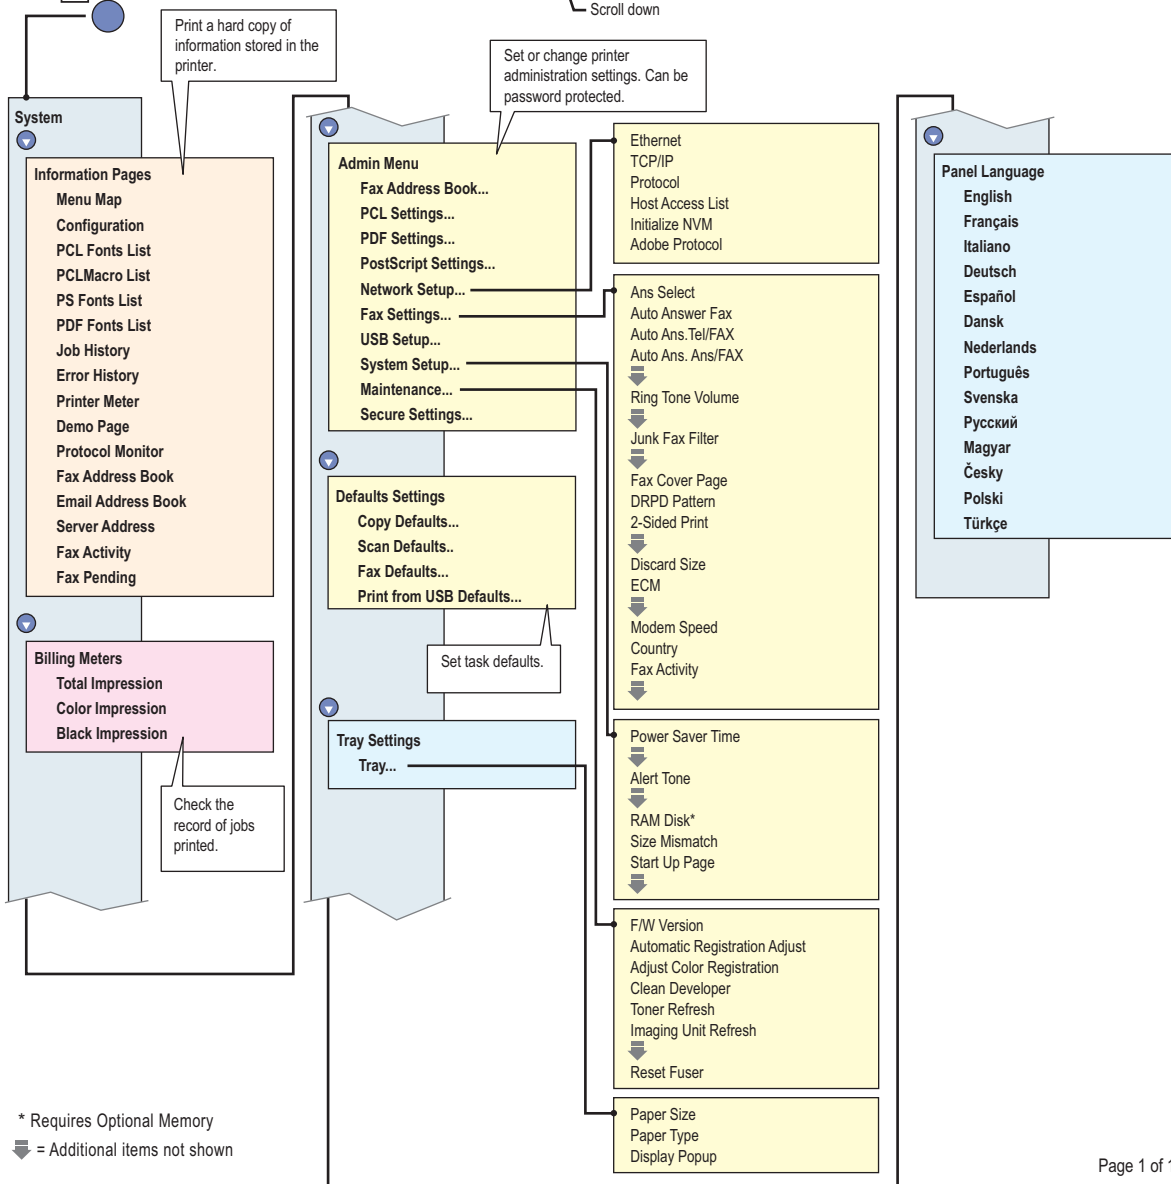 Scroll down
Print a hard copy of
information stored in the
printer.
Set or change printer
administration settings. Can be
password protected.
System
Information Pages
Menu Map
Configuration
PCL Fonts List
PCLMacro List
PS Fonts List
PDF Fonts List
Job History
Error History
Printer Meter
Demo Page
Protocol Monitor
Fax Address Book
Email Address Book
Server Address
Fax Activity
Fax Pending
Billing Meters
Total Impression
Color Impression
Black Impression
Check the
record of jobs
printed.
Admin Menu
Fax Address Book...
PCL Settings...
PDF Settings...
PostScript Settings...
Network Setup...
Fax Settings...
USB Setup...
System Setup...
Maintenance...
Secure Settings...
Defaults Settings
Copy Defaults...
Scan Defaults..
Fax Defaults...
Print from USB Defaults...
Set task defaults.
Tray Settings
Tray...
Ethernet
TCP/IP
Protocol
Host Access List
Initialize NVM
Adobe Protocol
Ans Select
Auto Answer Fax
Auto Ans.Tel/FAX
Auto Ans. Ans/FAX
Ring Tone Volume
Junk Fax Filter
Fax Cover Page
DRPD Pattern
2-Sided Print
Discard Size
ECM
Modem Speed
Country
Fax Activity
Power Saver Time
Alert Tone
RAM Disk*
Size Mismatch
Start Up Page
F/W Version
Automatic Registration Adjust
Adjust Color Registration
Clean Developer
Toner Refresh
Imaging Unit Refresh
Reset Fuser
Paper Size
Paper Type
Display Popup
Panel Language
English
Français
Italiano
Deutsch
Español
Dansk
Nederlands
Português
Svenska
Русский
Magyar
Česky
Polski
Türkçe
* Requires Optional Memory
= Additional items not shown
Page 1 of 1